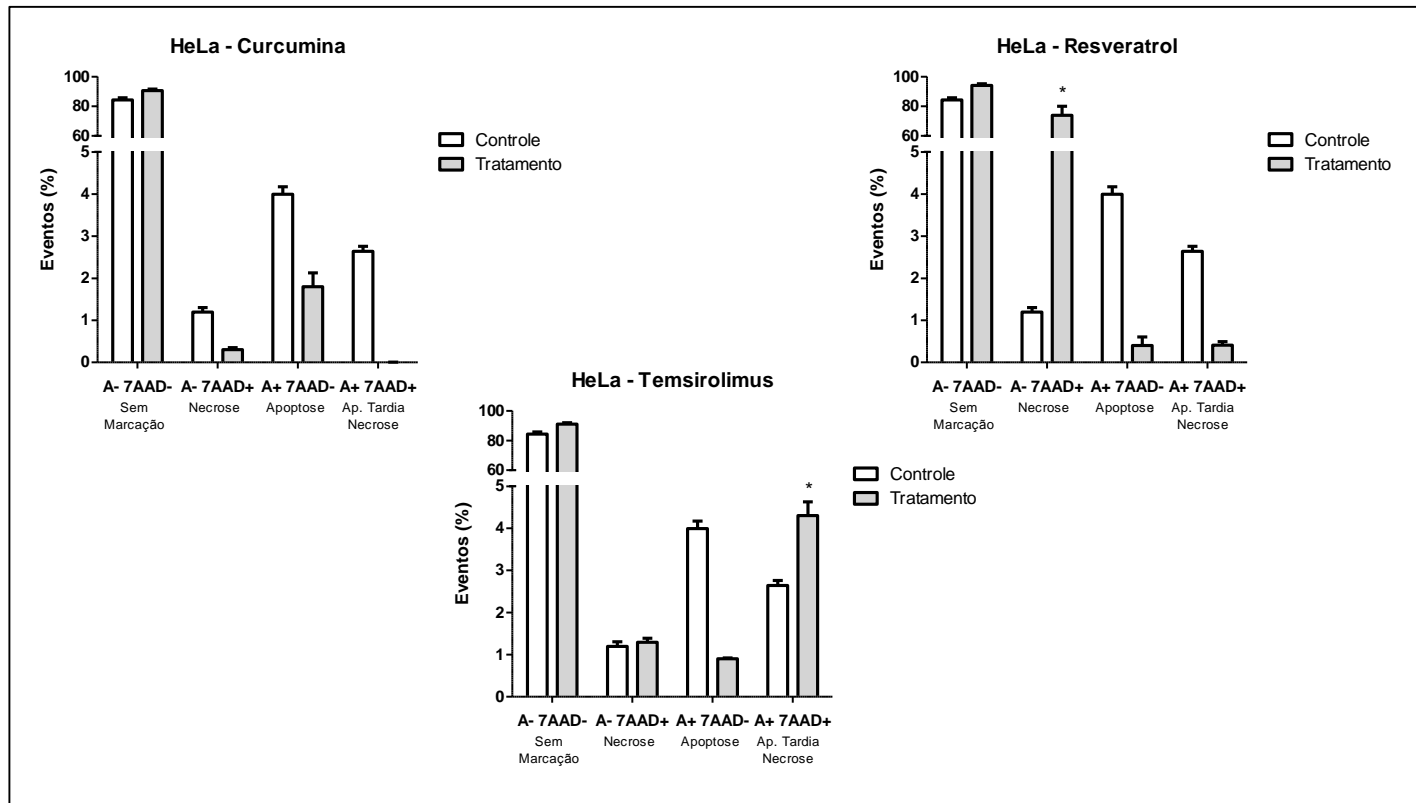 HeLa - Curcumina
100
80
60
5
4
3
2
1
0
Eventos (%)
Controle
Tratamento
A- 7AAD- A- 7AAD+ A+ 7AAD- A+ 7AAD+
Sem Necrose Apoptose Ap. Tardia
Marcação Necrose
HeLa - Resveratrol
100
80
60
5
4
3
2
1
0
Eventos (%)
*
Controle
Tratamento
A- 7AAD- A- 7AAD+ A+ 7AAD- A+ 7AAD+
Sem Necrose Apoptose Ap. Tardia
Marcação Necrose
HeLa - Temsirolimus
100
80
60
5
4
3
2
1
0
Eventos (%)
*
Controle
Tratamento
A- 7AAD- A- 7AAD+ A+ 7AAD- A+ 7AAD+
Sem Necrose Apoptose Ap. Tardia
Marcação Necrose